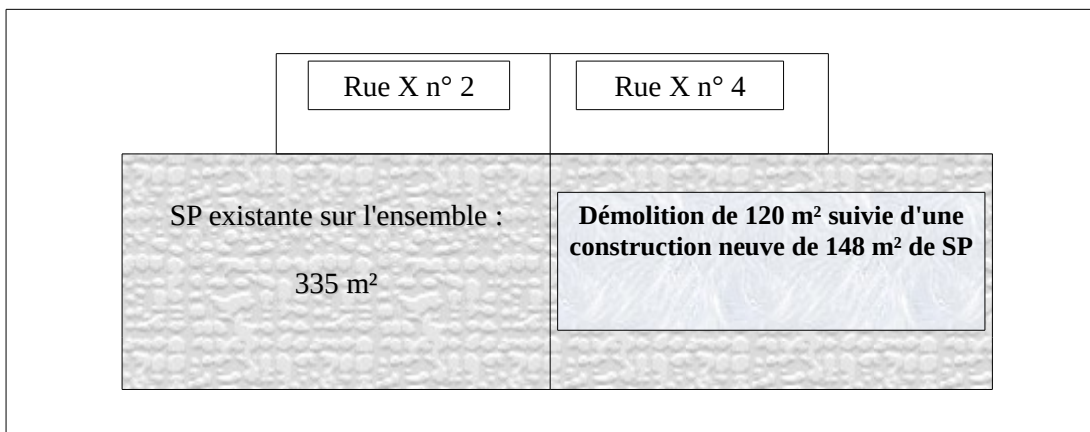 Rue X n° 2
Rue X n° 4
SP existante sur l'ensemble :
335 m²
Démolition de 120 m² suivie d'une
construction neuve de 148 m² de SP